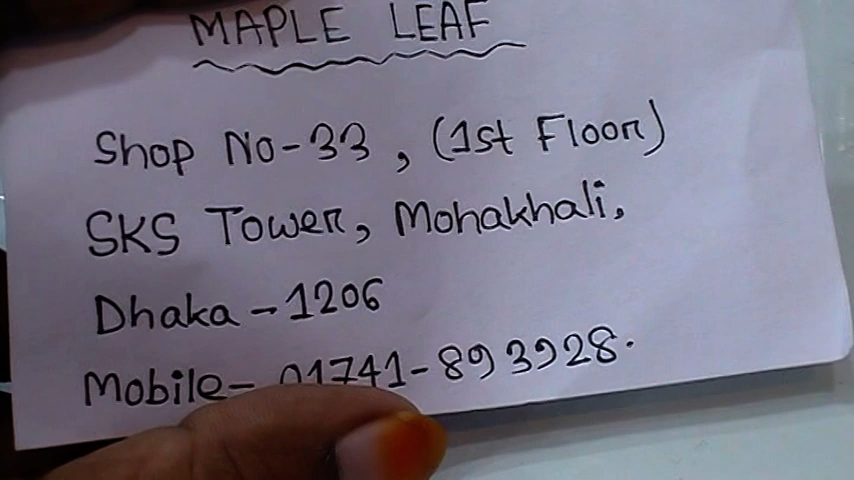 MAPLE LEAF
Shop No-33, (1st Floor)
SKS Tower, Mohakhali,
Dhaka-1206
Mobile- 01741-893928.